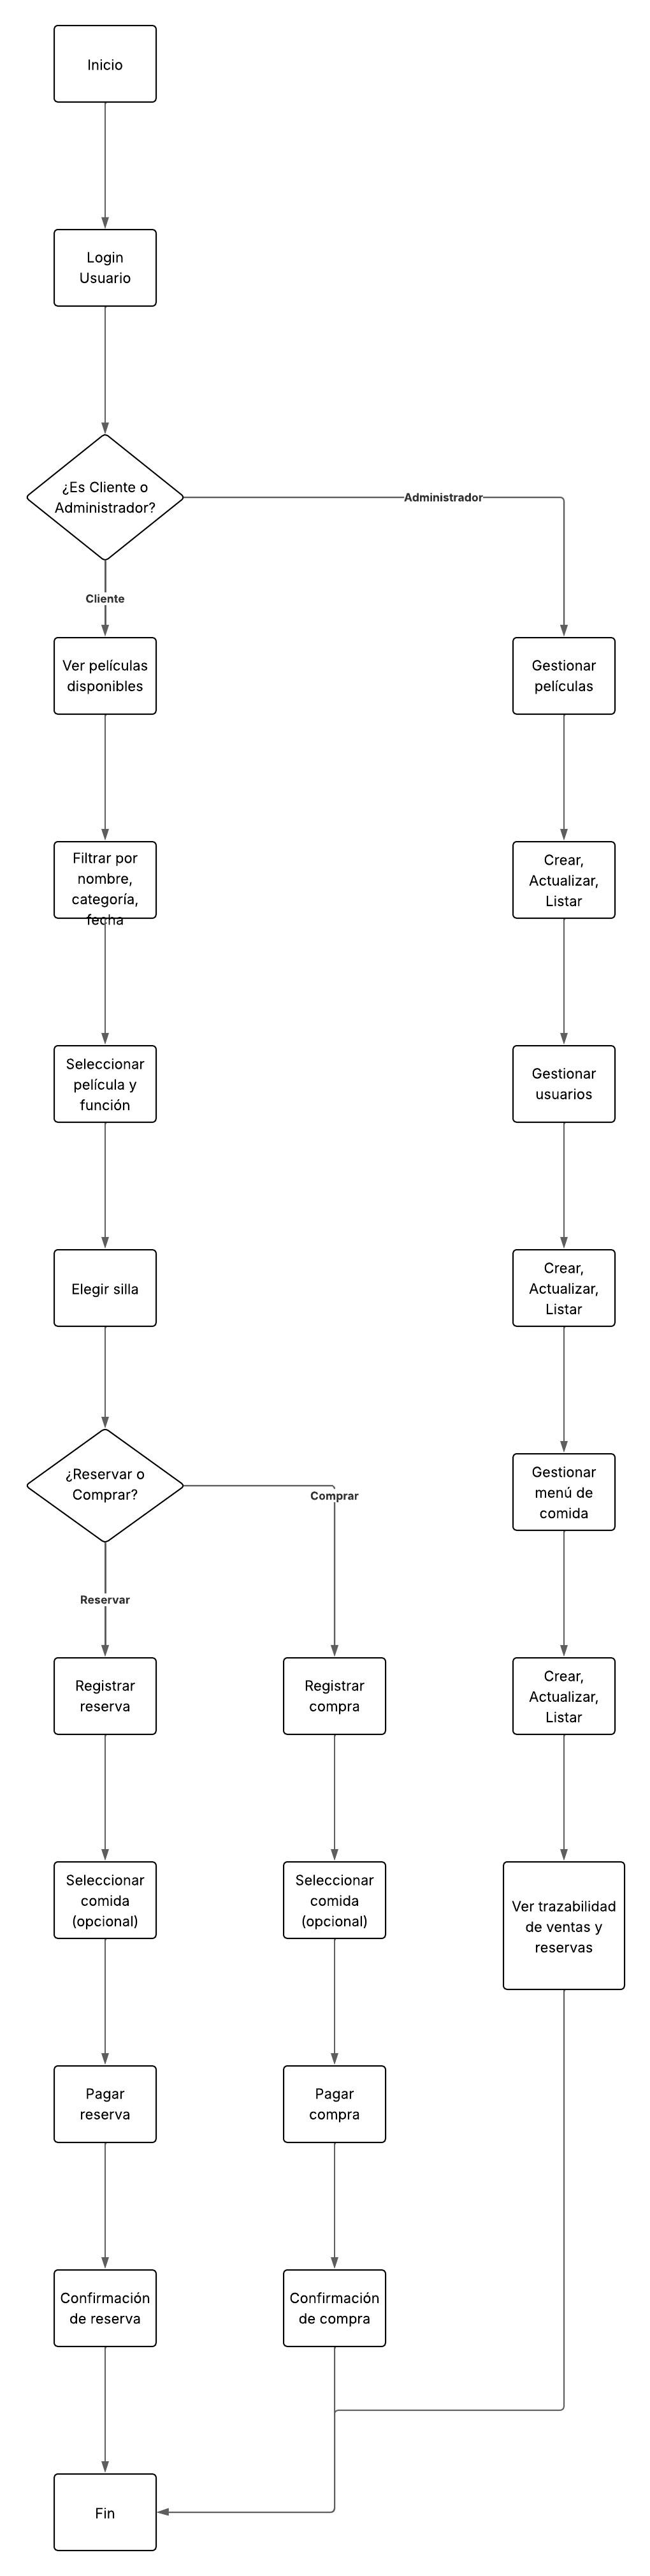 Inicio
Login
Usuario
¿Es Cliente o
Administrador?
Administrador
Cliente
Ver películas
disponibles
Gestionar
películas
Filtrar por
nombre,
categoría,
fecha
Crear,
Actualizar,
Listar
Seleccionar
película y
función
Gestionar
usuarios
Elegir silla
Crear,
Actualizar,
Listar
¿Reservar o
Comprar?
Comprar
Gestionar
menú de
comida
Reservar
Registrar
reserva
Registrar
compra
Crear,
Actualizar,
Listar
Seleccionar
comida
(opcional)
Seleccionar
comida
(opcional)
Ver trazabilidad
de ventas y
reservas
Pagar
reserva
Pagar
compra
Confirmación
de reserva
Confirmación
de compra
Fin